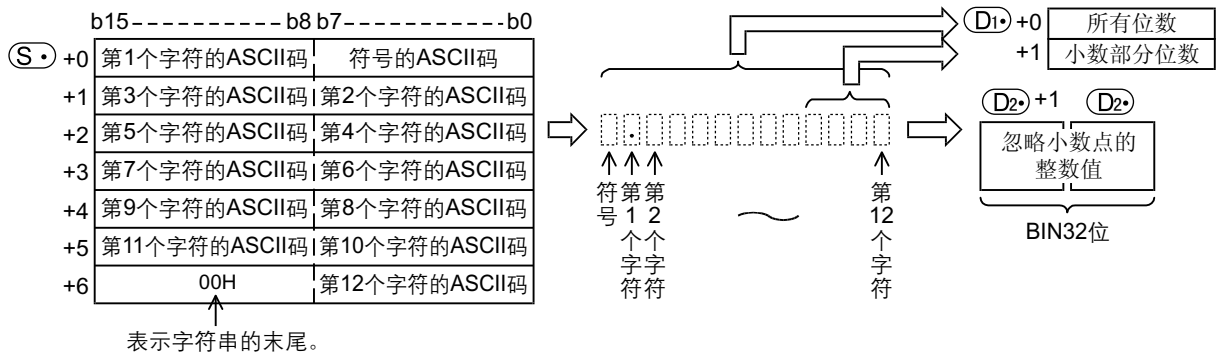 b15-----------b8 b7-----------b0
S· +0 第1个字符的ASCII码 符号的ASCII码
+1 第3个字符的ASCII码 第2个字符的ASCII码
+2 第5个字符的ASCII码 第4个字符的ASCII码
+3 第7个字符的ASCII码 第6个字符的ASCII码
+4 第9个字符的ASCII码 第8个字符的ASCII码
+5 第11个字符的ASCII码 第10个字符的ASCII码
+6 00H 第12个字符的ASCII码
表示字符串的末尾。
.
符号
第1个字符
第2个字符
第12个字符
D1· +0 所有位数
+1 小数部分位数
D2· +1 D2·
忽略小数点的
整数值
BIN32位